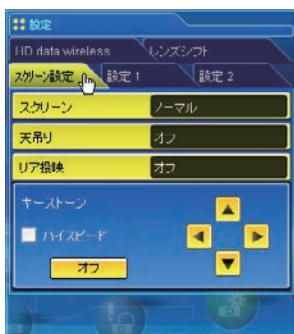 設定
HD data wireless レンズシフト
スクリーン設定 設定 1 設定 2
スクリーン ノーマル
天吊り オフ
リア投映 オフ
キーストーン
ハイスピード
オフ